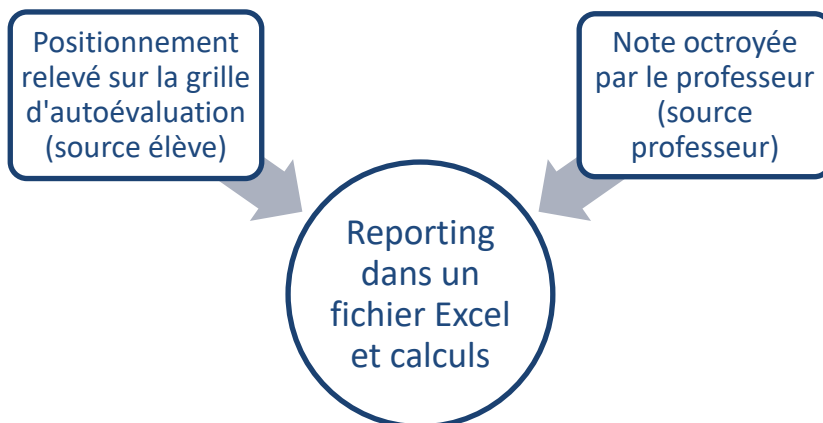 Positionnement
relevé sur la grille
d'autoévaluation
(source élève)
Note octroyée
par le professeur
(source
professeur)
Reporting
dans un
fichier Excel
et calculs